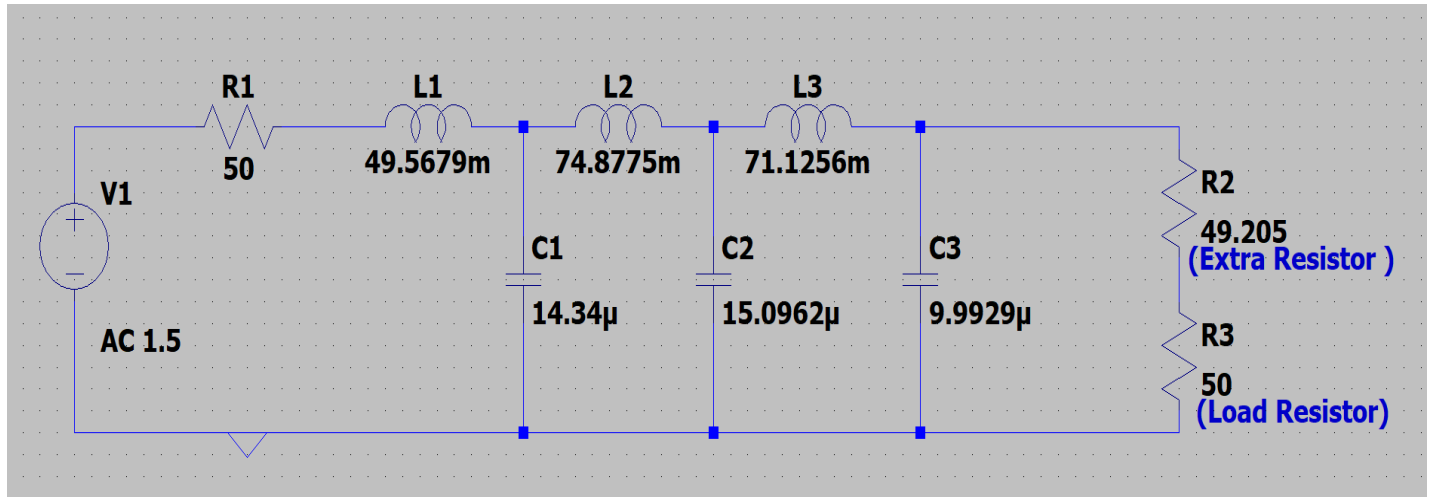 R1
L1
L2
L3
50
49.5679m
74.8775m
71.1256m
V1
+
−
AC 1.5
C1
14.34µ
C2
15.0962µ
C3
9.9929µ
R2
49.205
(Extra Resistor )
R3
50
(Load Resistor)